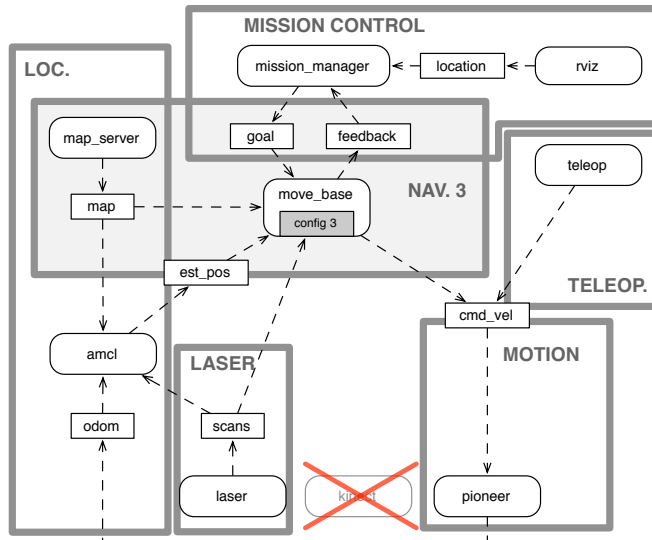 MISSION CONTROL
LOC.
mission_manager
location
rviz
map_server
goal
feedback
teleop
move_base
NAV. 3
map
config 3
est_pos
TELEOP.
cmd_vel
amcl
LASER
MOTION
odom
scans
laser
kinect
pioneer